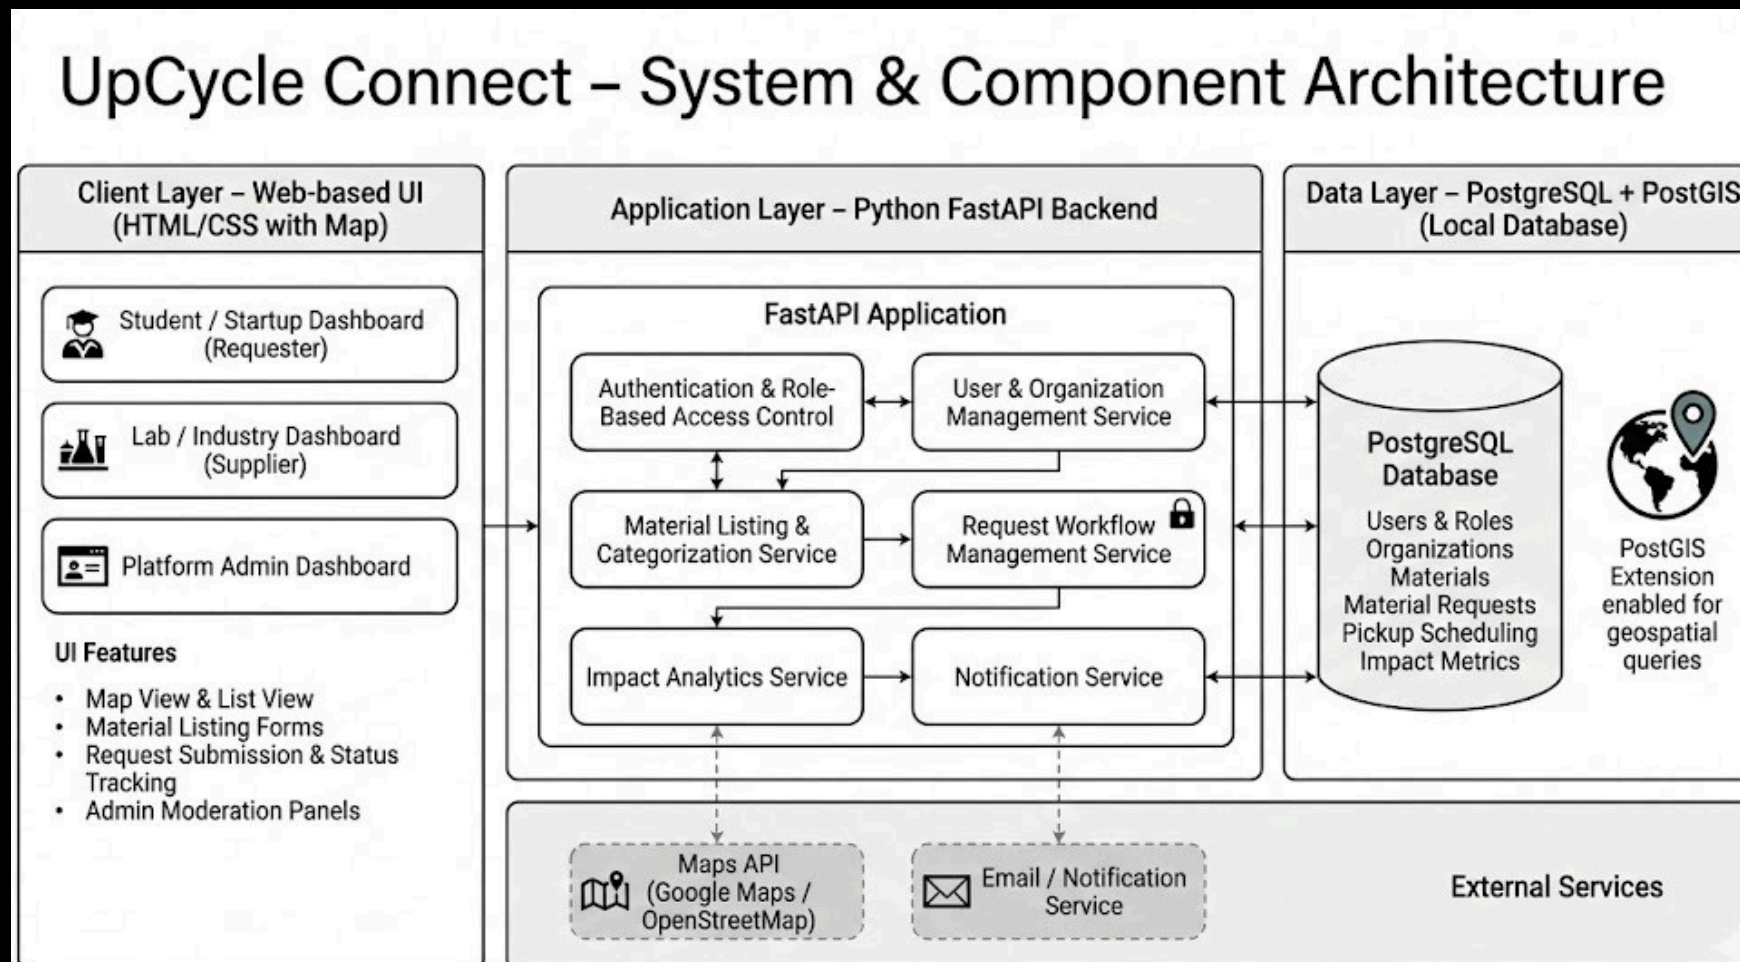 UpCycle Connect – System & Component Architecture
Client Layer – Web-based UI
(HTML/CSS with Map)
Student / Startup Dashboard
(Requester)
Lab / Industry Dashboard
(Supplier)
Platform Admin Dashboard
UI Features
• Map View & List View
• Material Listing Forms
• Request Submission & Status
Tracking
• Admin Moderation Panels
Application Layer – Python FastAPI Backend
FastAPI Application
Authentication & Role-
Based Access Control
User & Organization
Management Service
Material Listing &
Categorization Service
Request Workflow
Management Service
Impact Analytics Service
Notification Service
Data Layer – PostgreSQL + PostGIS
(Local Database)
PostgreSQL
Database
Users & Roles
Organizations
Materials
Material Requests
Pickup Scheduling
Impact Metrics
PostGIS
Extension
enabled for
geospatial
queries
Maps API
(Google Maps /
OpenStreetMap)
Email / Notification
Service
External Services